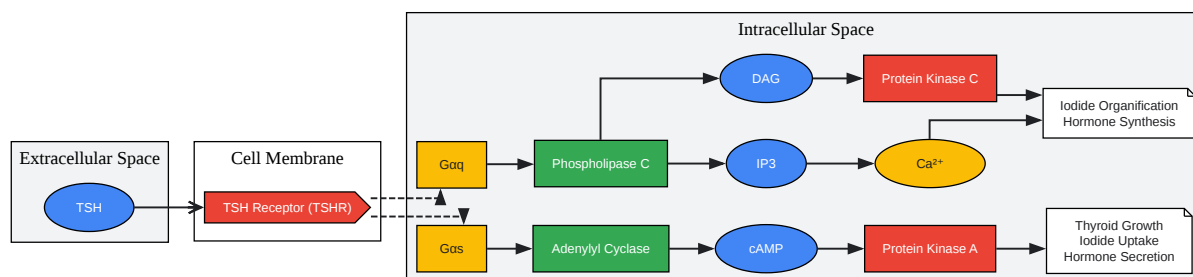 Intracellular Space
DAG
Protein Kinase C
Iodide Organification
Hormone Synthesis
Extracellular Space
Cell Membrane
Gαq
Phospholipase C
IP3
Ca²⁺
TSH
TSH Receptor (TSHR)
Gαs
Adenylyl Cyclase
cAMP
Protein Kinase A
Thyroid Growth
Iodide Uptake
Hormone Secretion